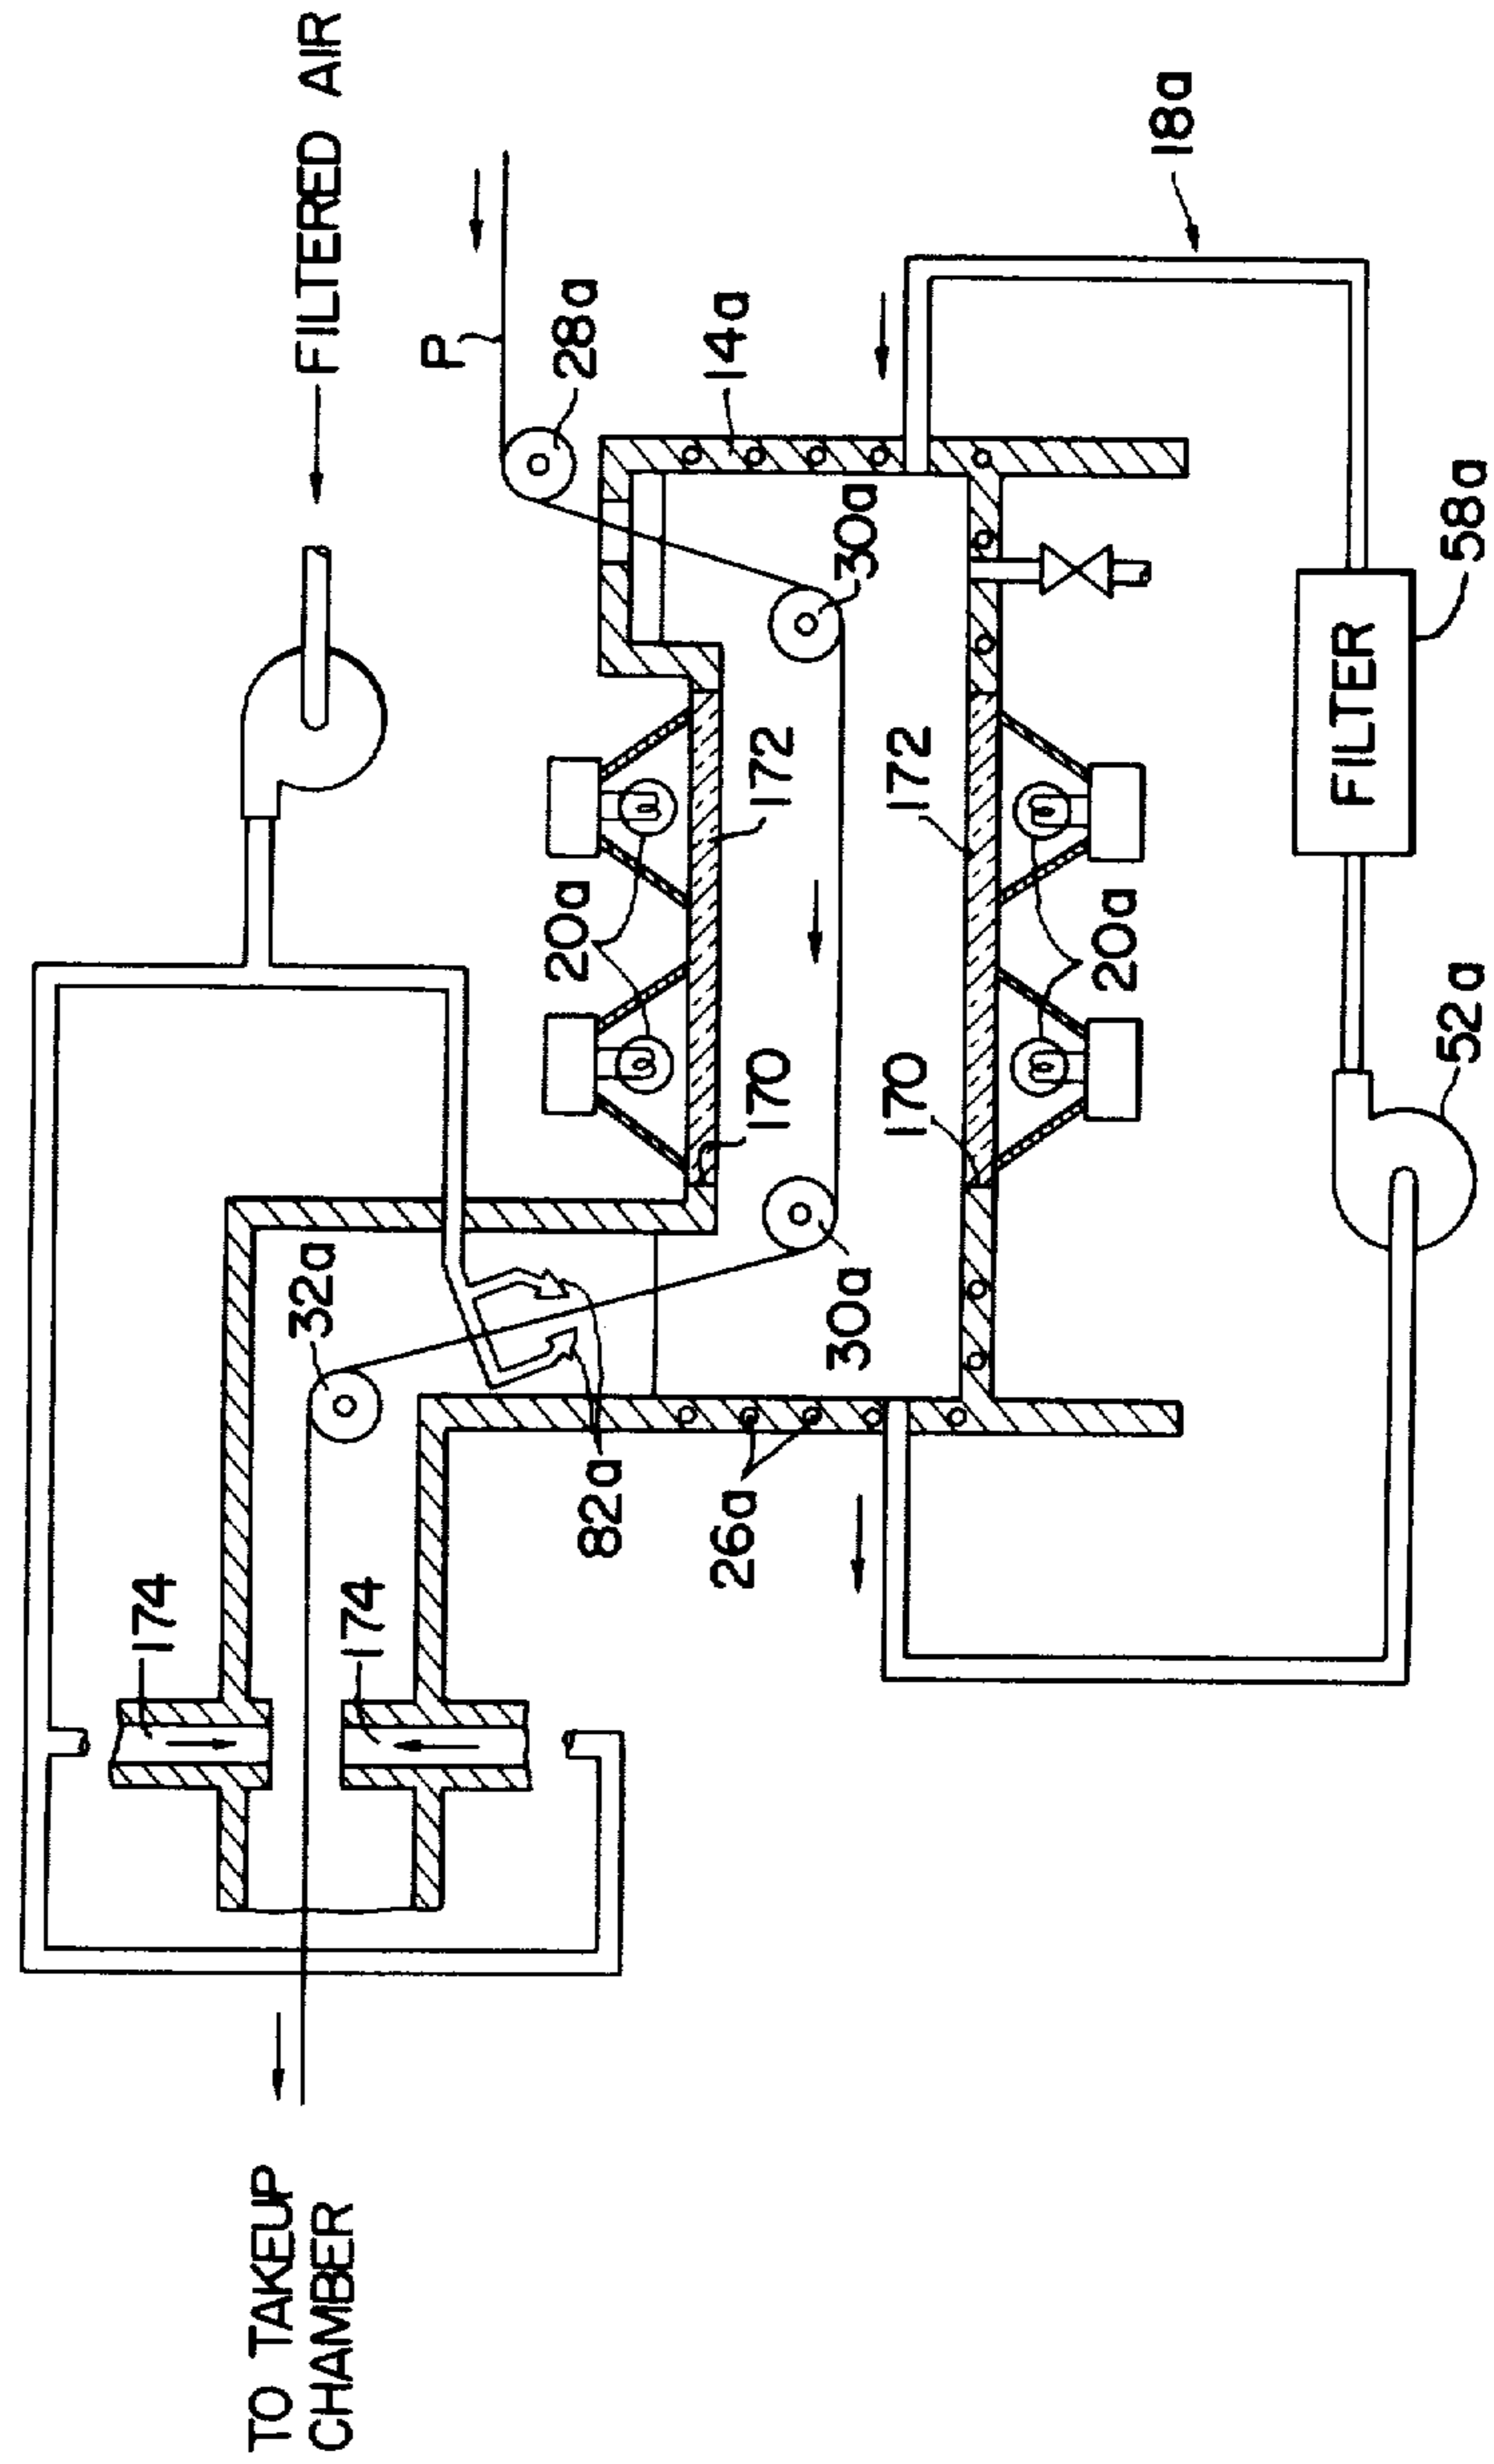 FILTERED AIR
P
28a
14a
18a
30a
58a
FILTER
172
172
20a
20a
52a
170
170
32a
30a
82a
26a
174
174
TO TAKEUP
CHAMBER